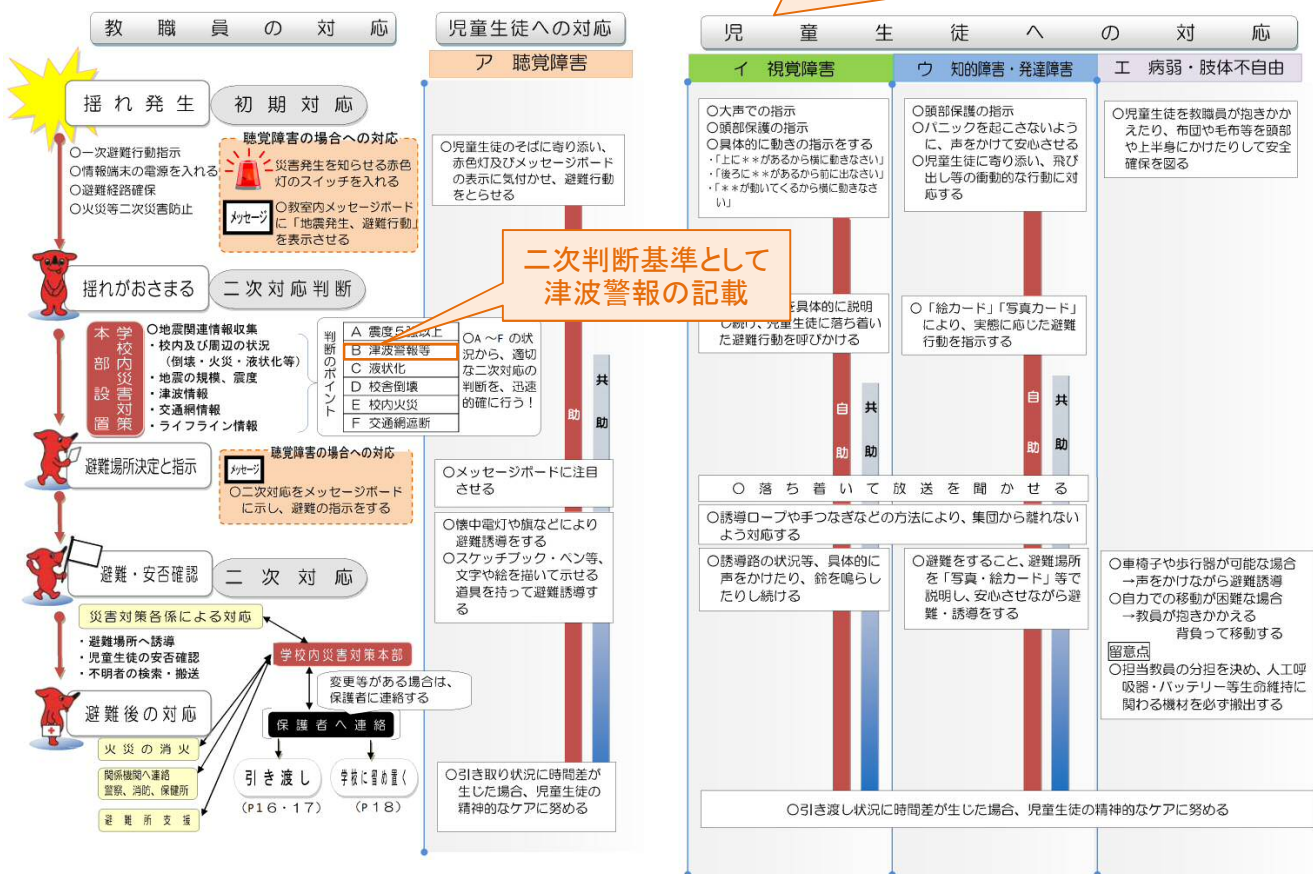 教職員の対応
揺れ発生
初期対応
○一次避難行動指示
○情報端末の電源を入れる
○避難経路確保
○火災等二次災害防止
聴覚障害の場合への対応
○災害発生を知らせる赤色
灯のスイッチを入れる
メッセージ
○教室内メッセージボード
に「地震発生、避難行動」
を表示させる
揺れがおさまる
二次対応判断
学校内災害対策
本部設置
○地震関連情報収集
・校内及び周辺の状況
(倒壊・火災・液状化等)
・地震の規模、震度
・津波情報
・交通網情報
・ライフライン情報
判断のポイント
A 震度5強以上
B 津波警報等
C 液状化
D 校舎倒壊
E 校内火災
F 交通網遮断
○A~Fの状
況から、適切
な二次対応の
判断を、迅速
的確に行う!
二次判断基準として
津波警報の記載
避難場所決定と指示
聴覚障害の場合への対応
メッセージ
○二次対応をメッセージボード
に示し、避難の指示をする
避難・安否確認
二次対応
災害対策各係による対応
・避難場所へ誘導
・児童生徒の安否確認
・不明者の検索・搬送
学校内災害対策本部
変更等がある場合は、
保護者に連絡する
避難後の対応
保護者へ連絡
火災の消火
関係機関へ連絡
警察、消防、保健所
避難所支援
引き渡し
(P16・17)
学校に留め置く
(P18)
児童生徒への対応
ア 聴覚障害
○児童生徒のそばに寄り添い、
赤色灯及びメッセージボード
の表示に気付かせ、避難行動
をとらせる
助
共助
○メッセージボードに注目
させる
○懐中電灯や旗などにより
避難誘導をする
○スケッチブック・ペン等、
文字や絵を描いて示せる
道具を持って避難誘導す
る
○引き取り状況に時間差が
生じた場合、児童生徒の
精神的なケアに努める
児童生徒への対応
イ 視覚障害
○大声での指示
○頭部保護の指示
○具体的に動きの指示をする
・「上に**があるから横に動きなさい」
・「後ろに**があるから前に出なさい」
・「**が動いてくるから横に動きなさ
い」
を具体的に説明
し続け、児童生徒に落ち着い
た避難行動を呼びかける
自助
共助
ウ 知的障害・発達障害
○頭部保護の指示
○パニックを起こさないよう
に、声をかけて安心させる
○児童生徒に寄り添い、飛び
出し等の衝動的な行動に対
応する
○「絵カード」「写真カード」
により、実態に応じた避難
行動を指示する
自助
共助
エ 病弱・肢体不自由
○児童生徒を教職員が抱きかか
えたり、布団や毛布等を頭部
や上半身にかけたりして安全
確保を図る
○落ち着いて放送を聞かせる
○誘導ロープや手つなぎなどの方法により、集団から離れない
よう対応する
○誘導路の状況等、具体的に
声をかけたり、鈴を鳴らし
たりし続ける
○避難をすること、避難場所
を「写真・絵カード」等で
説明し、安心させながら避
難・誘導をする
○車椅子や歩行器が可能な場合
→声をかけながら避難誘導
○自力での移動が困難な場合
→教員が抱きかかえる
背負って移動する
留意点
○担当教員の分担を決め、人工呼
吸器・バッテリー等生命維持に
関わる機材を必ず搬出する
○引き渡し状況に時間差が生じた場合、児童生徒の精神的なケアに努める